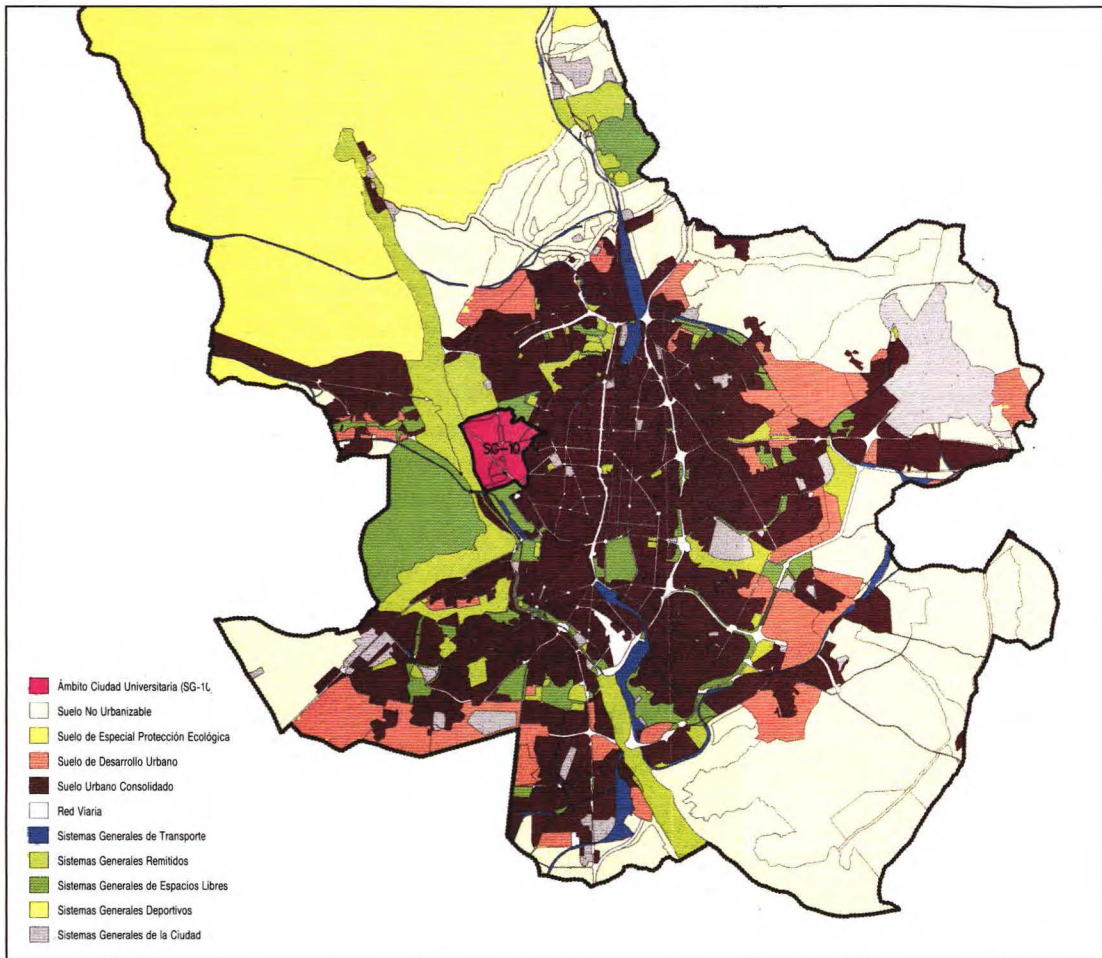 SG-10
Ámbito Ciudad Universitaria (SG-10
Suelo No Urbanizable
Suelo de Especial Protección Ecológica
Suelo de Desarrollo Urbano
Suelo Urbano Consolidado
Red Viaria
Sistemas Generales de Transporte
Sistemas Generales Remitidos
Sistemas Generales de Espacios Libres
Sistemas Generales Deportivos
Sistemas Generales de la Ciudad